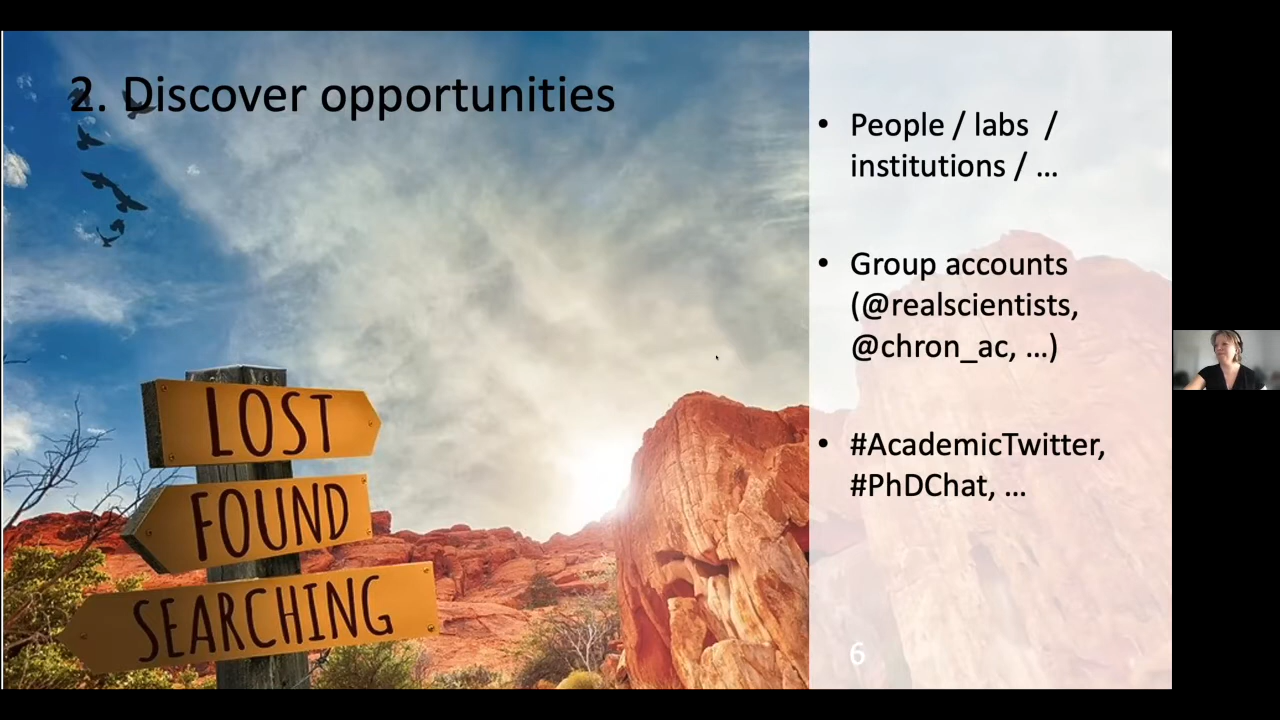 2. Discover opportunities
• People / labs /
institutions / ...
• Group accounts
(@realscientists,
@chron_ac, ...)
• #AcademicTwitter,
#PhDChat, ...
LOST
FOUND
SEARCHING
6